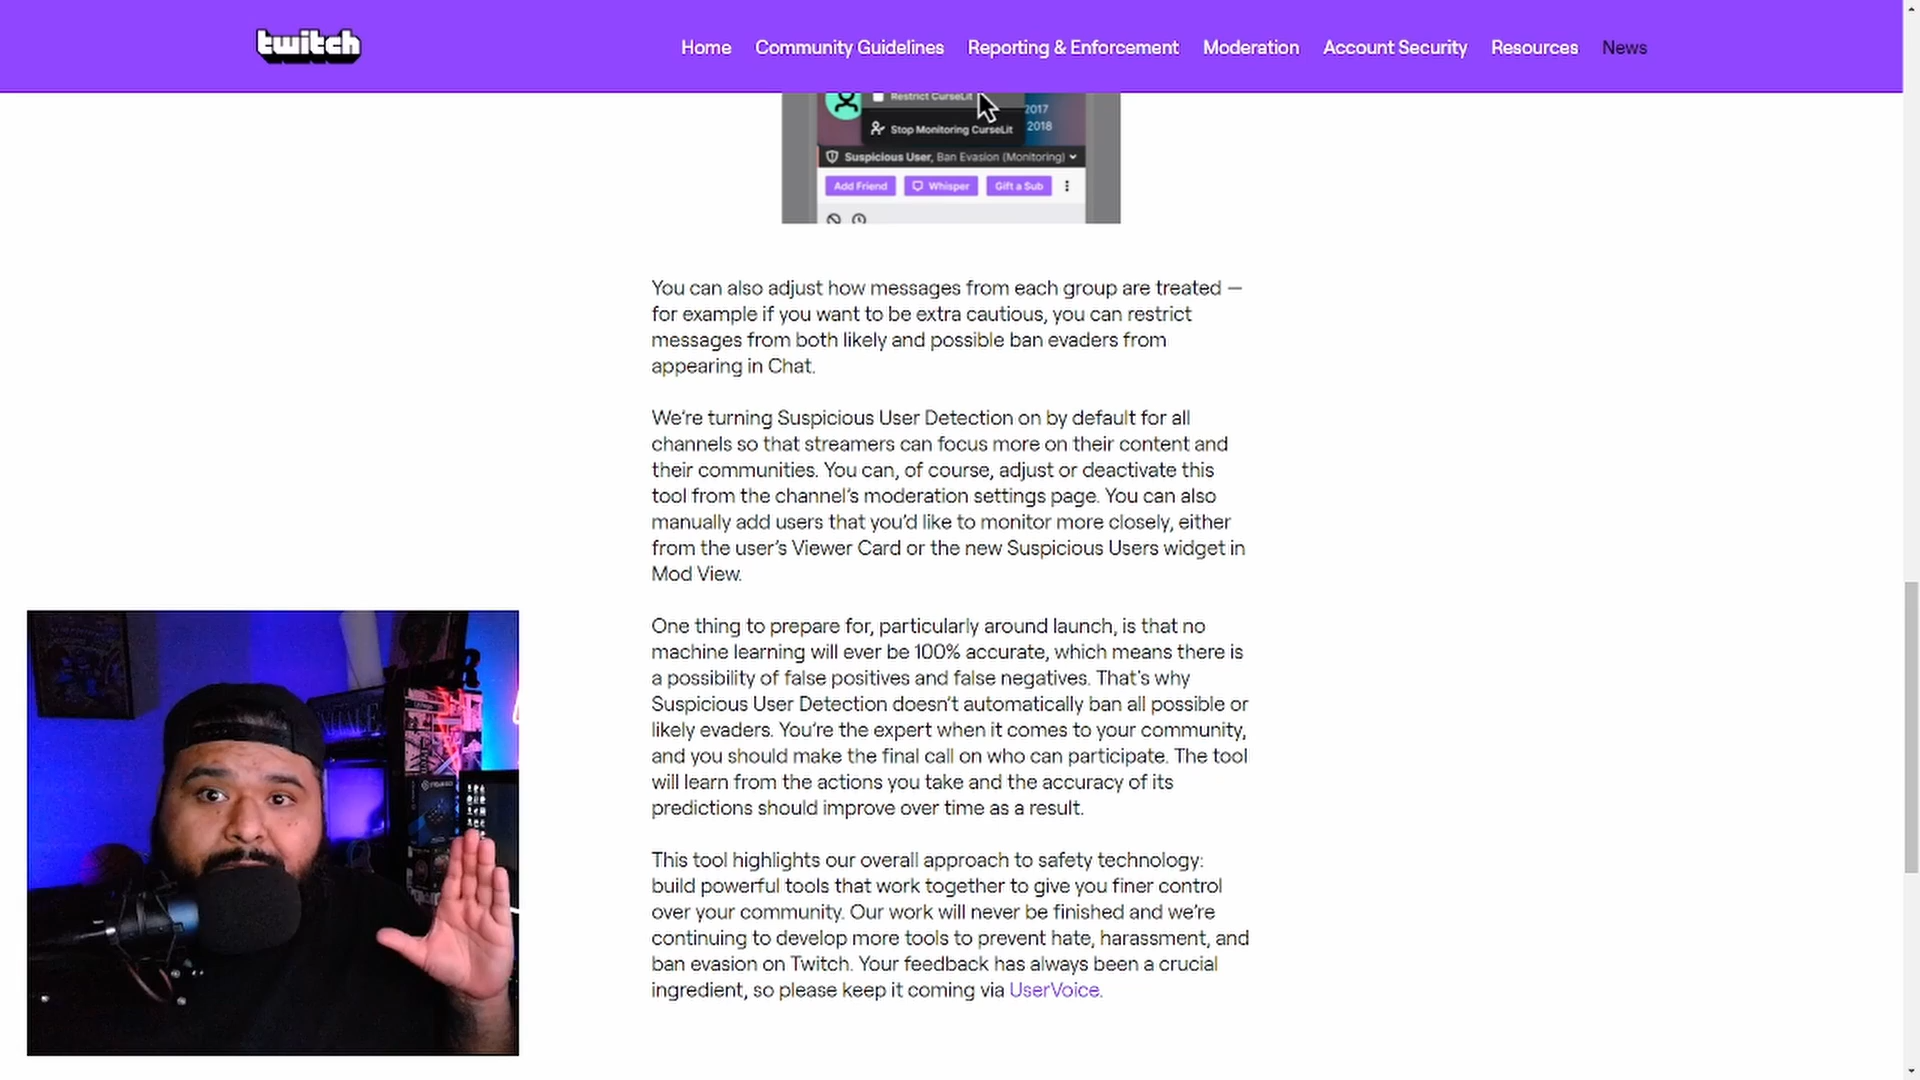 twitch
Home Community Guidelines Reporting & Enforcement Moderation Account Security Resources News
Restrict CurseLit
2017
Stop Monitoring CurseLit 2018
Suspicious User, Ban Evasion (Monitoring)
Add Friend Whisper Gift a Sub
You can also adjust how messages from each group are treated —
for example if you want to be extra cautious, you can restrict
messages from both likely and possible ban evaders from
appearing in Chat.
We’re turning Suspicious User Detection on by default for all
channels so that streamers can focus more on their content and
their communities. You can, of course, adjust or deactivate this
tool from the channel’s moderation settings page. You can also
manually add users that you’d like to monitor more closely, either
from the user’s Viewer Card or the new Suspicious Users widget in
Mod View.
One thing to prepare for, particularly around launch, is that no
machine learning will ever be 100% accurate, which means there is
a possibility of false positives and false negatives. That’s why
Suspicious User Detection doesn’t automatically ban all possible or
likely evaders. You’re the expert when it comes to your community,
and you should make the final call on who can participate. The tool
will learn from the actions you take and the accuracy of its
predictions should improve over time as a result.
This tool highlights our overall approach to safety technology:
build powerful tools that work together to give you finer control
over your community. Our work will never be finished and we’re
continuing to develop more tools to prevent hate, harassment, and
ban evasion on Twitch. Your feedback has always been a crucial
ingredient, so please keep it coming via UserVoice.